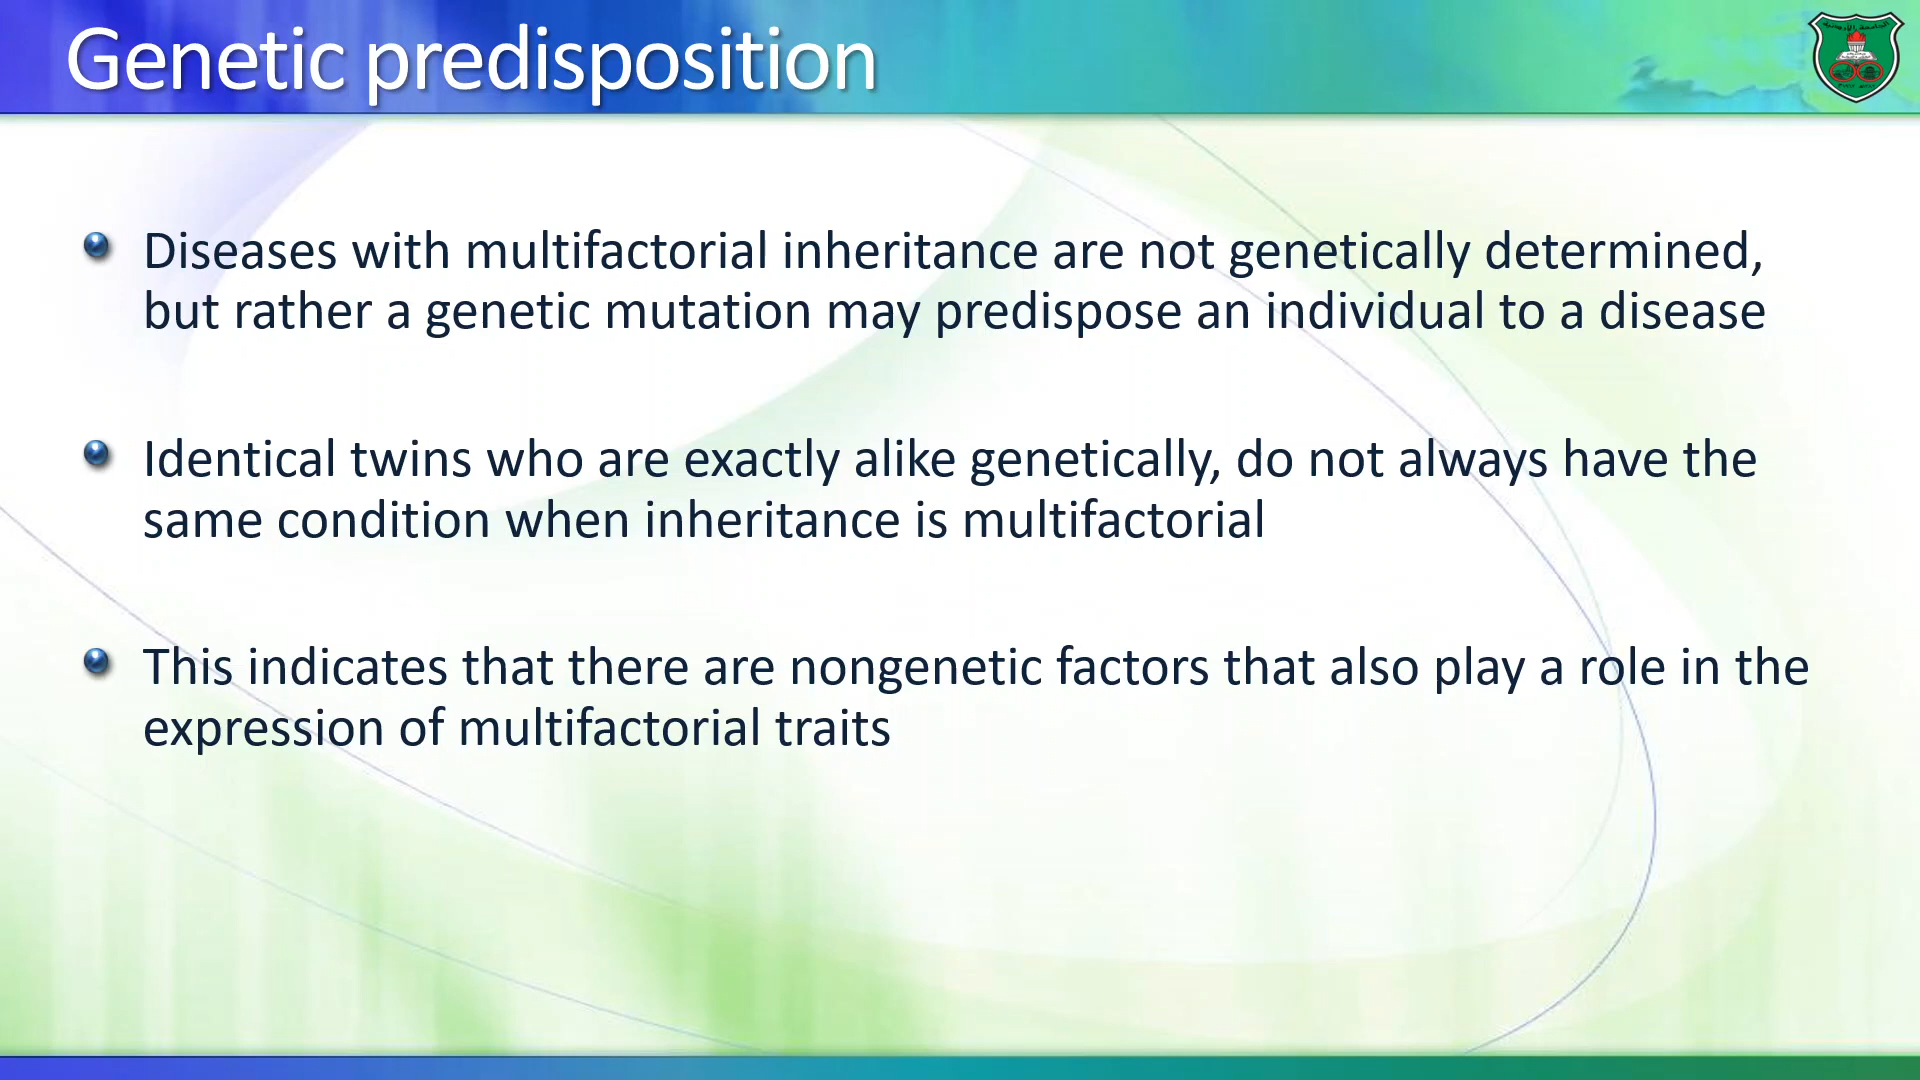 Genetic predisposition
Diseases with multifactorial inheritance are not genetically determined,
but rather a genetic mutation may predispose an individual to a disease
Identical twins who are exactly alike genetically, do not always have the
same condition when inheritance is multifactorial
This indicates that there are nongenetic factors that also play a role in the
expression of multifactorial traits